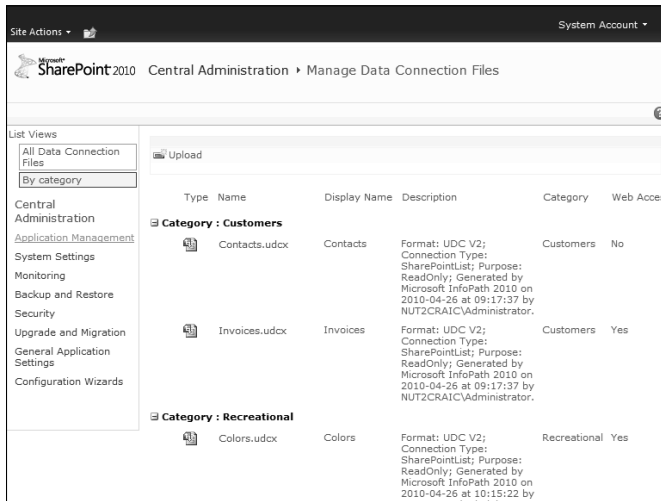 System Account
Site Actions
Microsoft
SharePoint 2010
Central Administration
Manage Data Connection Files
List Views
All Data Connection
Files
By category
Central
Administration
Application Management
System Settings
Monitoring
Backup and Restore
Security
Upgrade and Migration
General Application
Settings
Configuration Wizards
Upload
Type Name Display Name Description Category Web Acce
Category : Customers
Contacts.udcx Contacts Format: UDC V2; Customers No
Connection Type:
SharePointList; Purpose:
ReadOnly; Generated by
Microsoft InfoPath 2010 on
2010-04-26 at 09:17:37 by
NUT2CRAIC\Administrator.
Invoices.udcx Invoices Format: UDC V2; Customers Yes
Connection Type:
SharePointList; Purpose:
ReadOnly; Generated by
Microsoft InfoPath 2010 on
2010-04-26 at 09:17:37 by
NUT2CRAIC\Administrator.
Category : Recreational
Colors.udcx Colors Format: UDC V2; Recreational Yes
Connection Type:
SharePointList; Purpose:
ReadOnly; Generated by
Microsoft InfoPath 2010 on
2010-04-26 at 10:15:22 by